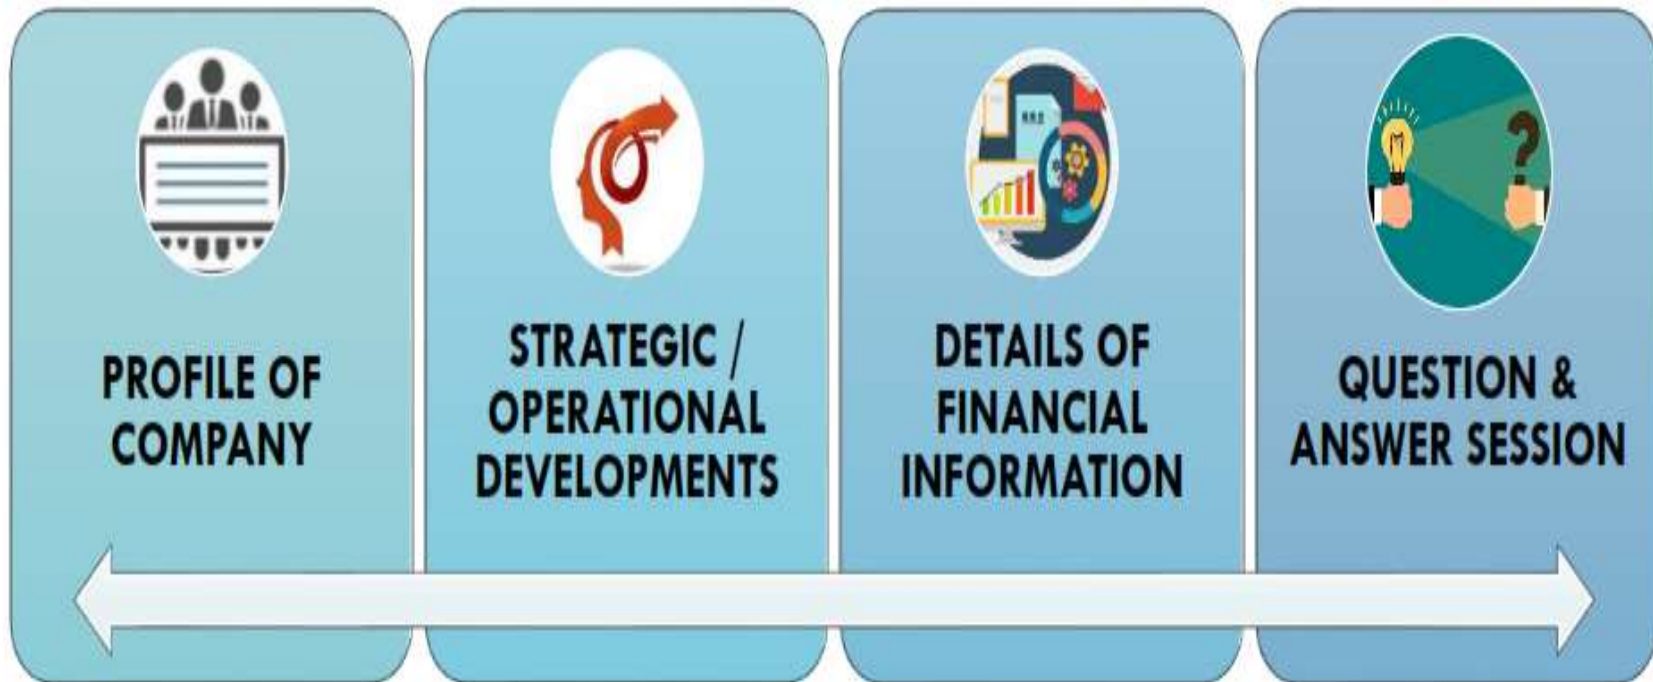 PROFILE OF
COMPANY
STRATEGIC /
OPERATIONAL
DEVELOPMENTS
DETAILS OF
FINANCIAL
INFORMATION
QUESTION &
ANSWER SESSION